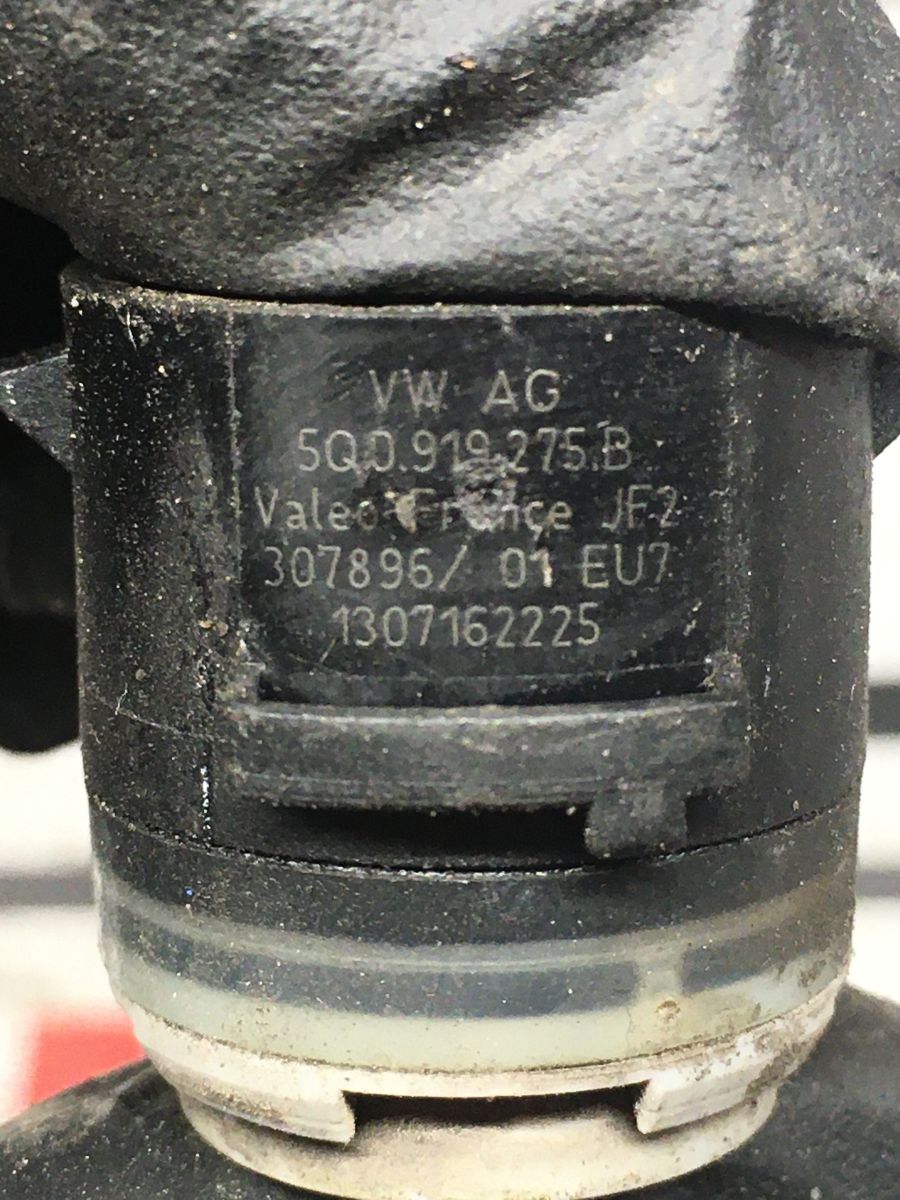 VW AG
5Q0.919.275.B
Valeo France JF2
307896/ 01 EU7
1307162225